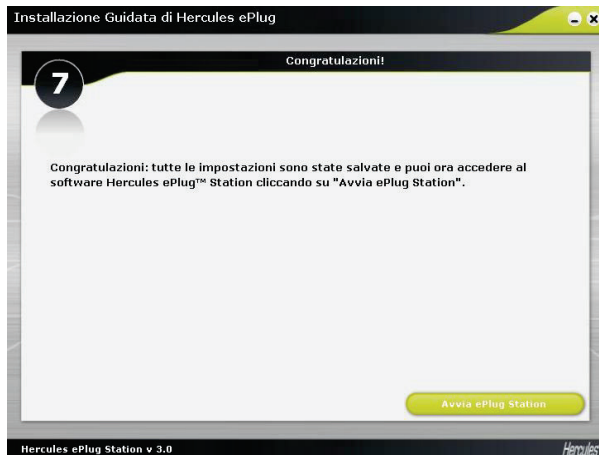 Installazione Guidata di Hercules ePlug
Congratulazioni!
7
Congratulazioni: tutte le impostazioni sono state salvate e puoi ora accedere al
software Hercules ePlug™ Station cliccando su "Avvia ePlug Station".
Avvia ePlug Station
Hercules ePlug Station v 3.0
Hercules